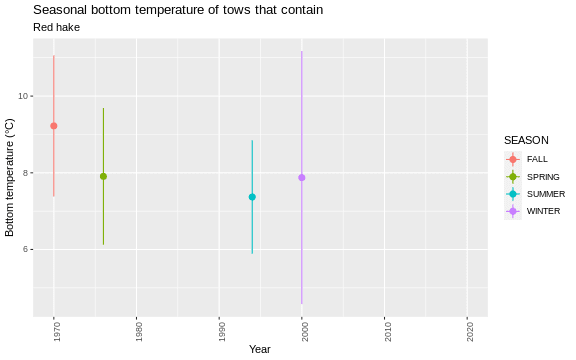 Seasonal bottom temperature of tows that contain
Red hake
10
8
6
Bottom temperature (°C)
1970
1980
1990
2000
2010
2020
Year
SEASON
FALL
SPRING
SUMMER
WINTER